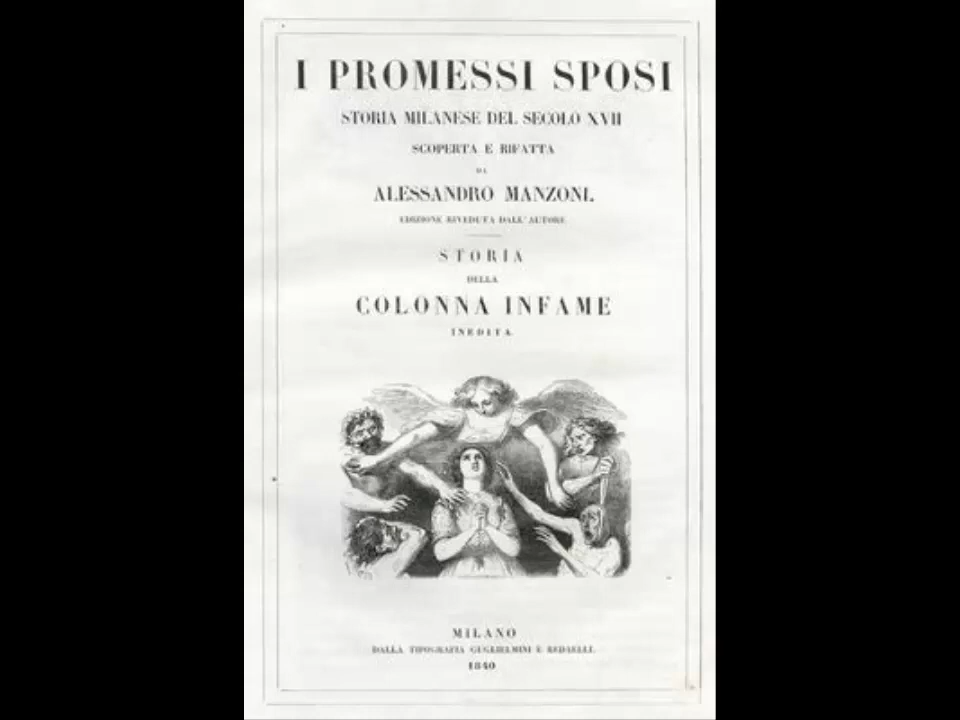 I PROMESSI SPOSI
STORIA MILANESE DEL SECOLO XVII
SCOPERTA E RIFATTA
DA
ALESSANDRO MANZONI.
EDIZIONE RIVEDUTA DALL'AUTORE
STORIA
DELLA
COLONNA INFAME
INEDITA.
MILANO
DALLA TIPOGRAFIA GUGLIELMINI E REDAELLI.
1840